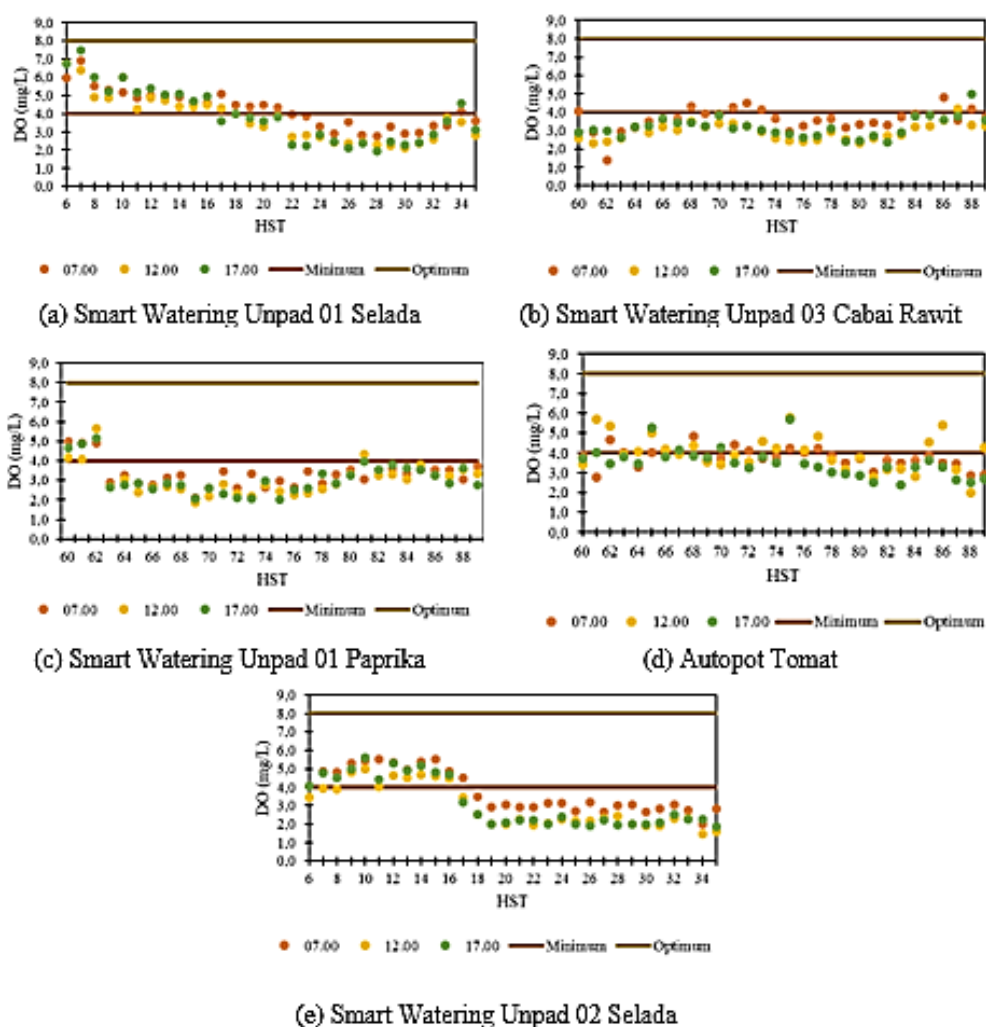 9,0
8,0
7,0
6,0
5,0
4,0
3,0
2,0
1,0
0,0
DO (mg/L)
6 8 10 12 14 16 18 20 22 24 26 28 30 32 34
HST
07.00 12.00 17.00 Minimum Optimum
(a) Smart Watering Unpad 01 Selada
9,0
8,0
7,0
6,0
5,0
4,0
3,0
2,0
1,0
0,0
DO (mg/L)
60 62 64 66 68 70 72 74 76 78 80 82 84 86 88
HST
07.00 12.00 17.00 Minimum Optimum
(b) Smart Watering Unpad 03 Cabai Rawit
9,0
8,0
7,0
6,0
5,0
4,0
3,0
2,0
1,0
0,0
DO (mg/L)
60 62 64 66 68 70 72 74 76 78 80 82 84 86 88
HST
07.00 12.00 17.00 Minimum Optimum
(c) Smart Watering Unpad 01 Paprika
9,0
8,0
7,0
6,0
5,0
4,0
3,0
2,0
1,0
0,0
DO (mg/L)
60 62 64 66 68 70 72 74 76 78 80 82 84 86 88
HST
07.00 12.00 17.00 Minimum Optimum
(d) Autopot Tomat
9,0
8,0
7,0
6,0
5,0
4,0
3,0
2,0
1,0
0,0
DO (mg/L)
6 8 10 12 14 16 18 20 22 24 26 28 30 32 34
HST
07.00 12.00 17.00 Minimum Optimum
(e) Smart Watering Unpad 02 Selada